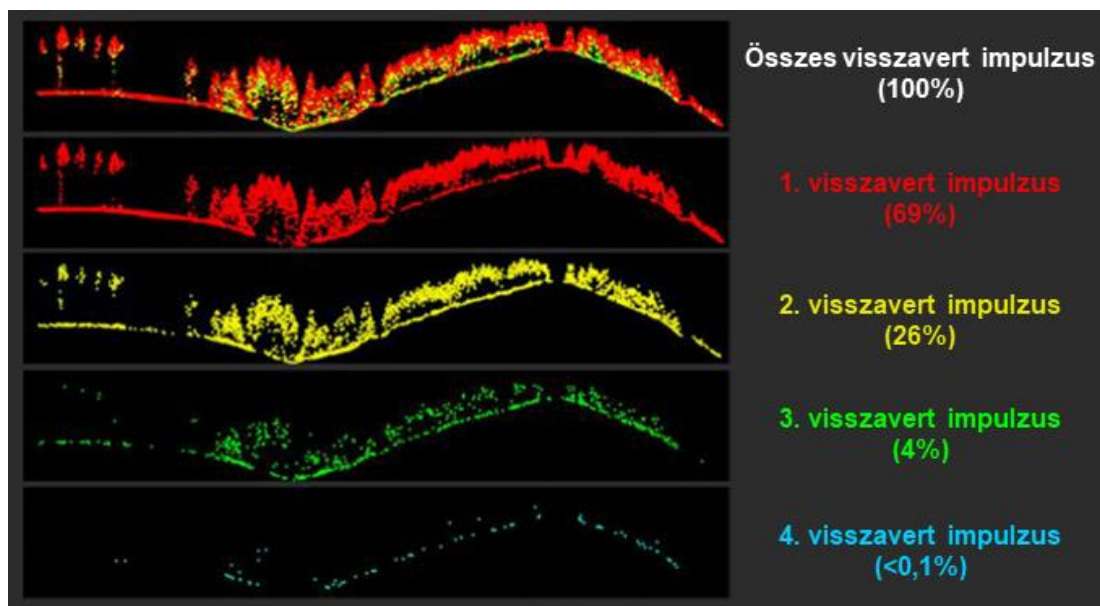 Összes visszavert impulzus
(100%)
1. visszavert impulzus
(69%)
2. visszavert impulzus
(26%)
3. visszavert impulzus
(4%)
4. visszavert impulzus
(<0,1%)